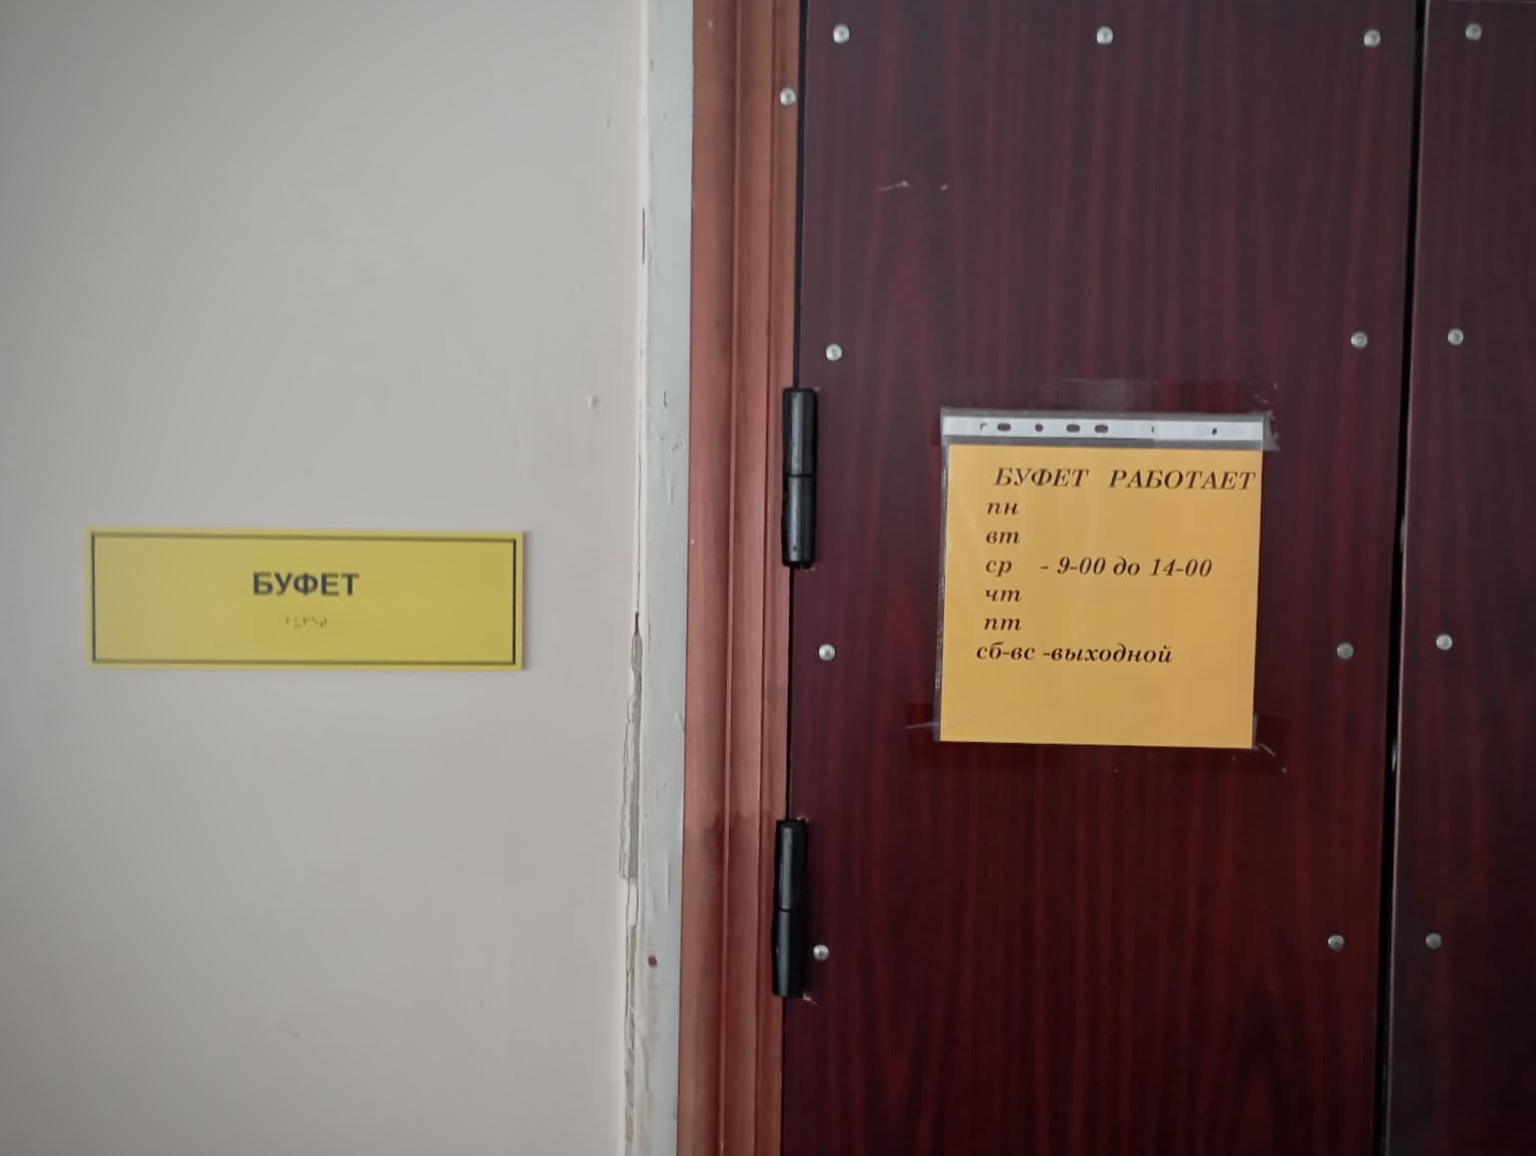 БУФЕТ
БУФЕТ РАБОТАЕТ
пн
вт
ср - 9-00 до 14-00
чт
пт
сб-вс -выходной